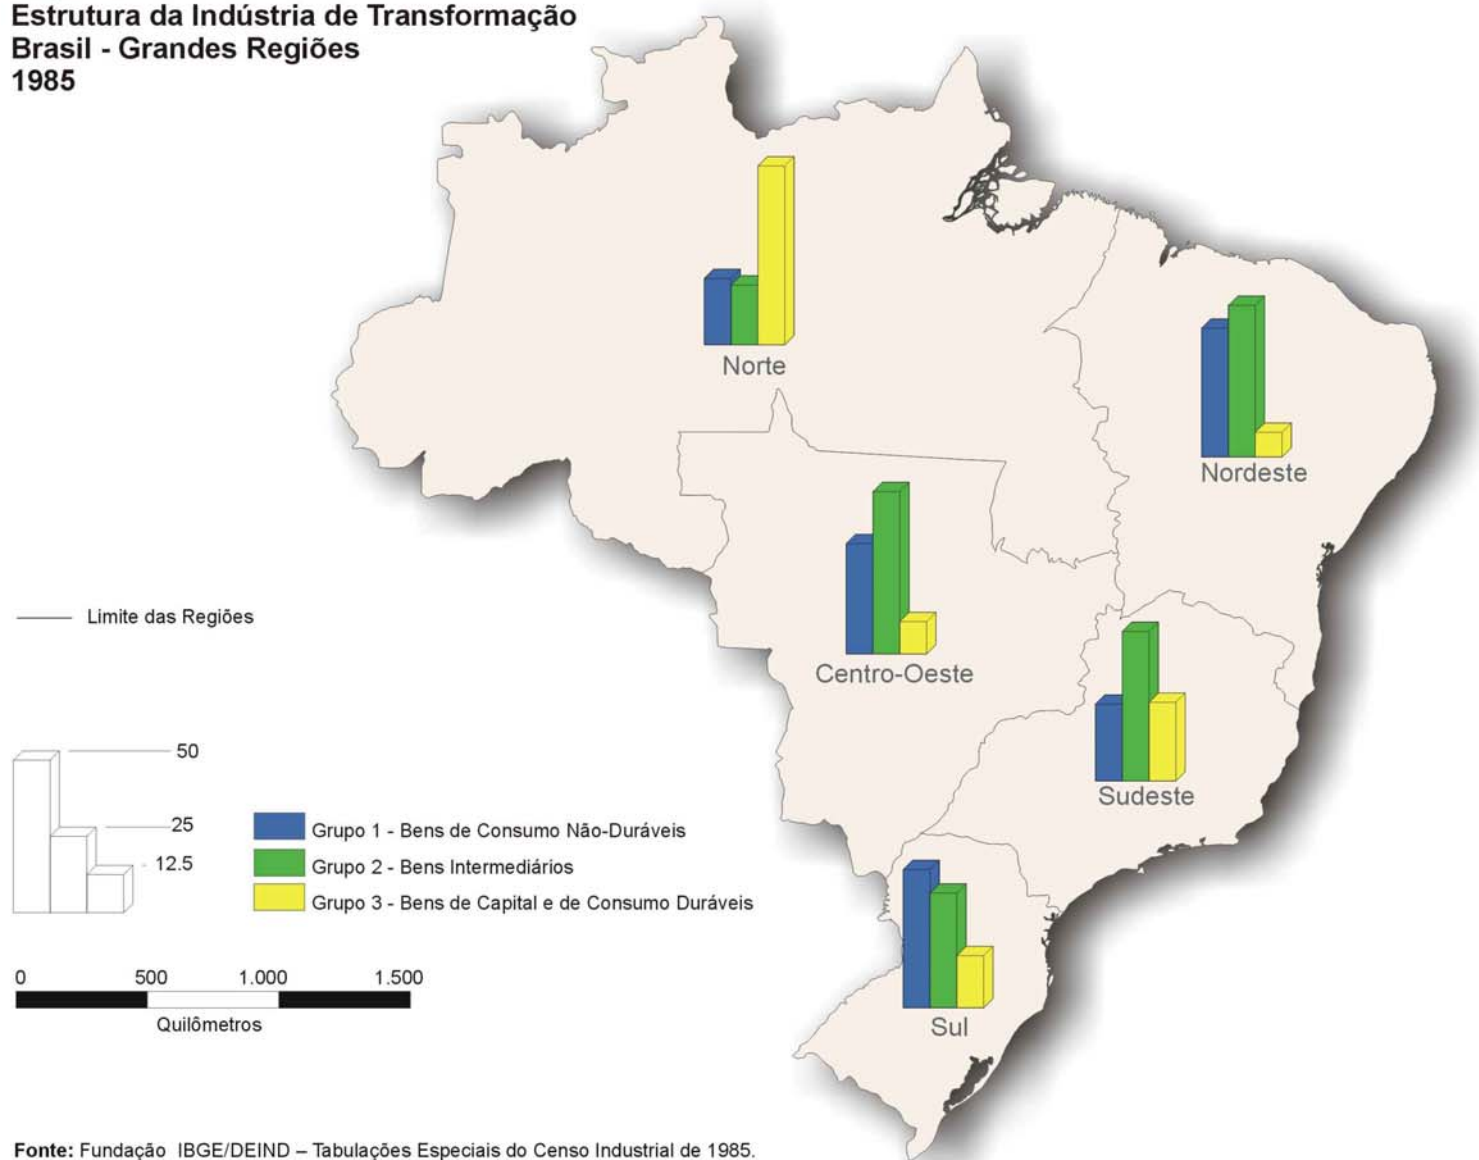 Estrutura da Indústria de Transformação
Brasil - Grandes Regiões
1985
Norte
Nordeste
Centro-Oeste
Sudeste
Sul
Limite das Regiões
50
25
12.5
Grupo 1 - Bens de Consumo Não-Duráveis
Grupo 2 - Bens Intermediários
Grupo 3 - Bens de Capital e de Consumo Duráveis
0 500 1.000 1.500
Quilômetros
Fonte: Fundação IBGE/DEIND – Tabulações Especiais do Censo Industrial de 1985.